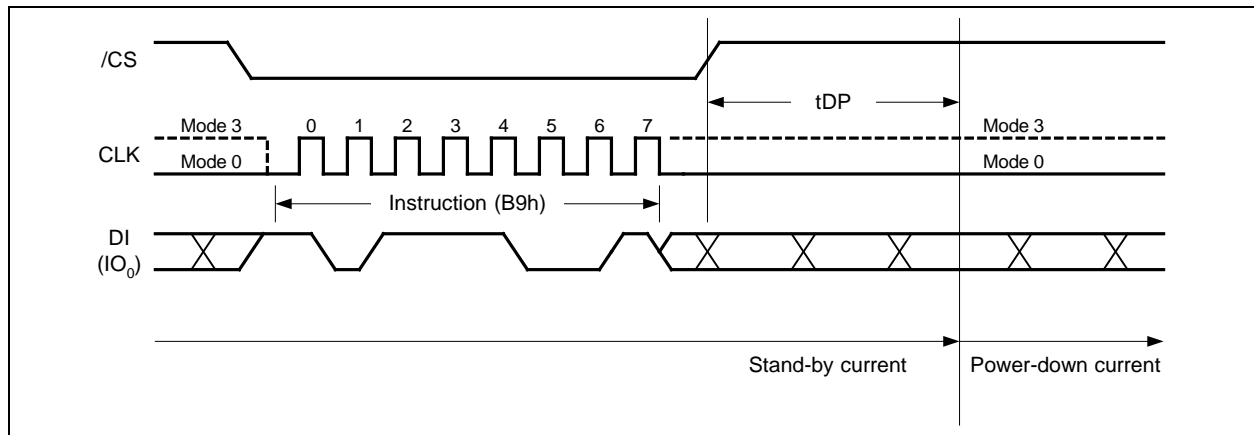 /CS
tDP
Mode 3 0 1 2 3 4 5 6 7 Mode 3
CLK
Mode 0 Mode 0
Instruction (B9h)
DI
(IO0)
Stand-by current Power-down current